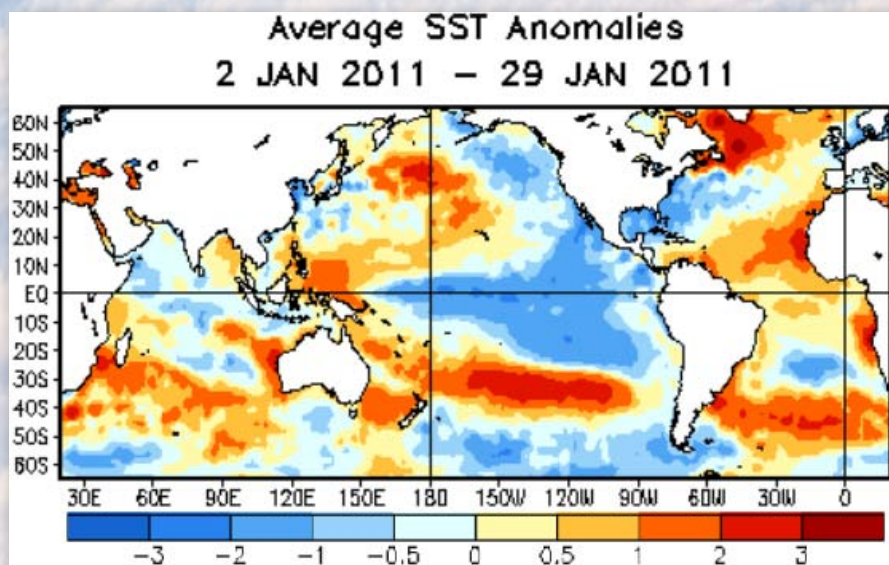 Average SST Anomalies
2 JAN 2011 – 29 JAN 2011
60N
50N
40N
30N
20N
10N
EQ
10S
20S
30S
40S
50S
60S
30E 60E 90E 120E 150E 180 150W 120W 90W 60W 30W 0
−3 −2 −1 −0.5 0 0.5 1 2 3